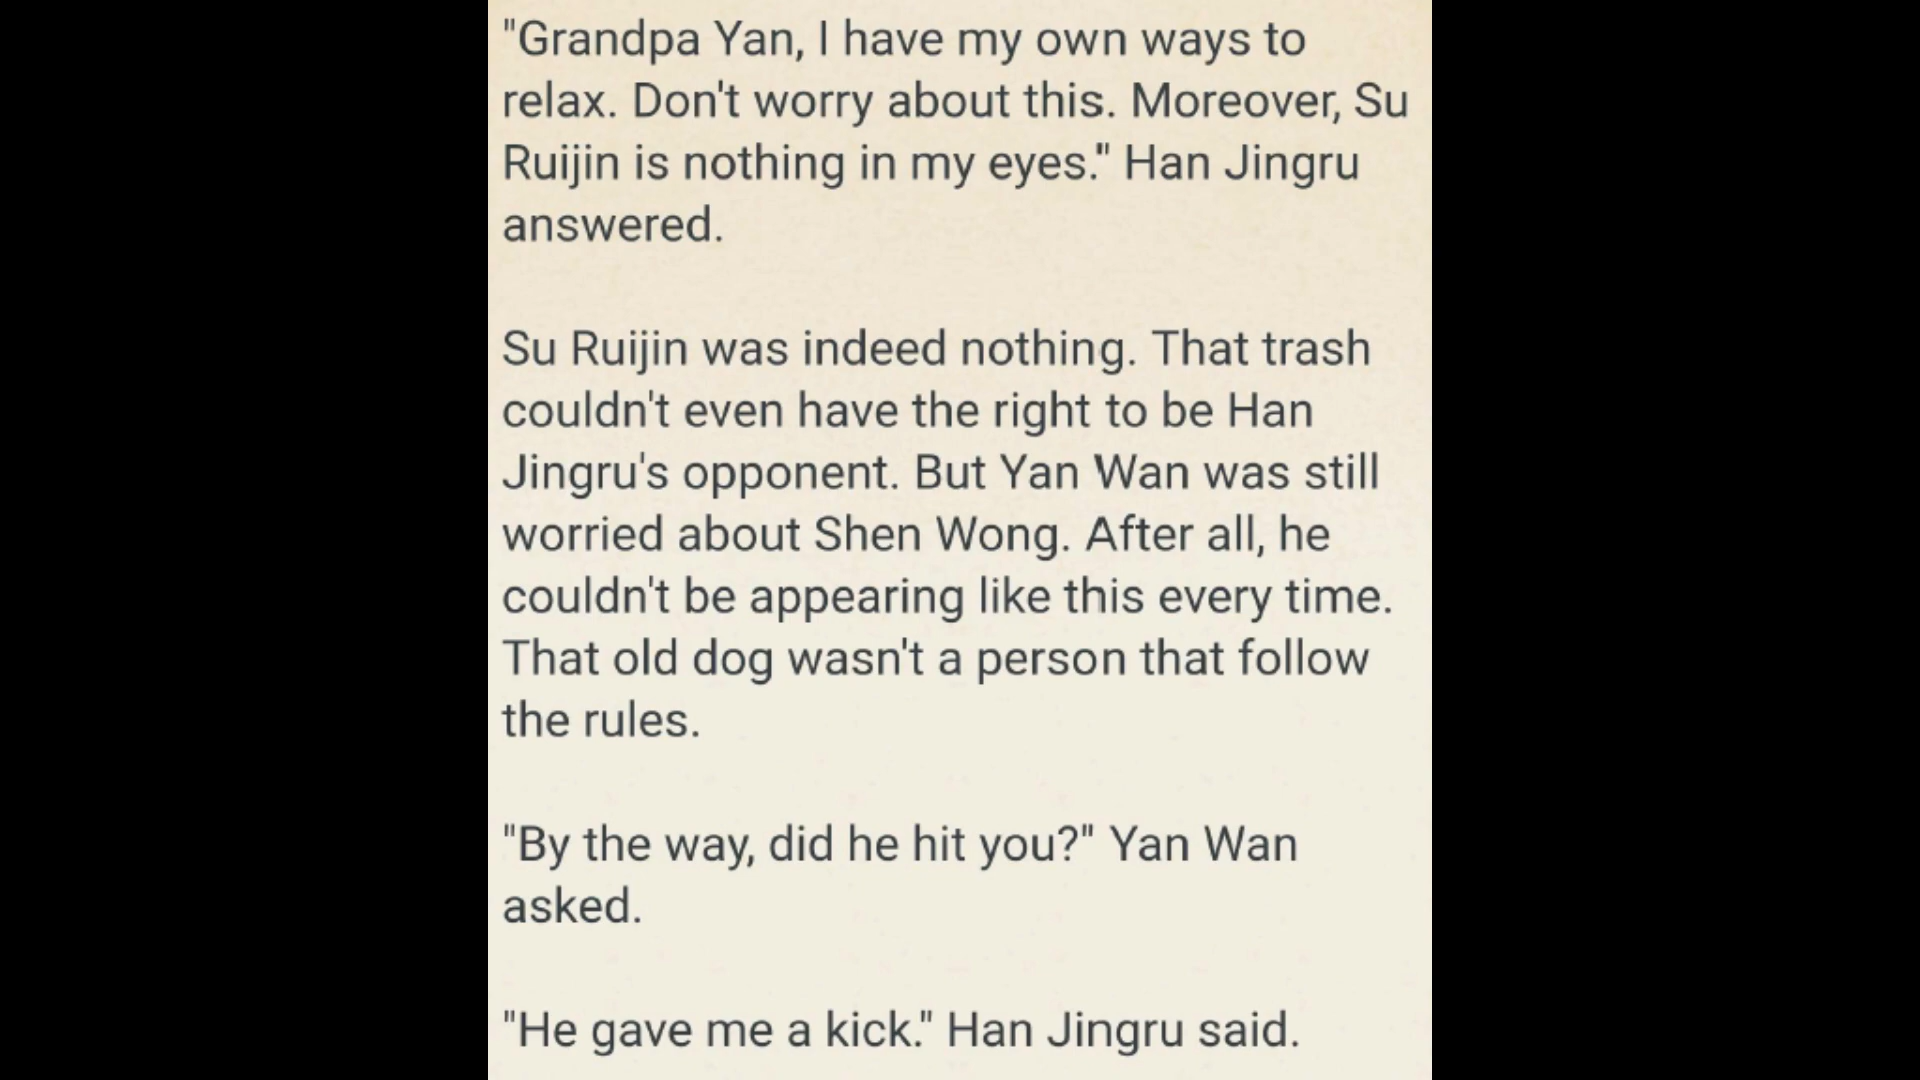 "Grandpa Yan, I have my own ways to
relax. Don't worry about this. Moreover, Su
Ruijin is nothing in my eyes." Han Jingru
answered.
Su Ruijin was indeed nothing. That trash
couldn't even have the right to be Han
Jingru's opponent. But Yan Wan was still
worried about Shen Wong. After all, he
couldn't be appearing like this every time.
That old dog wasn't a person that follow
the rules.
"By the way, did he hit you?" Yan Wan
asked.
"He gave me a kick." Han Jingru said.